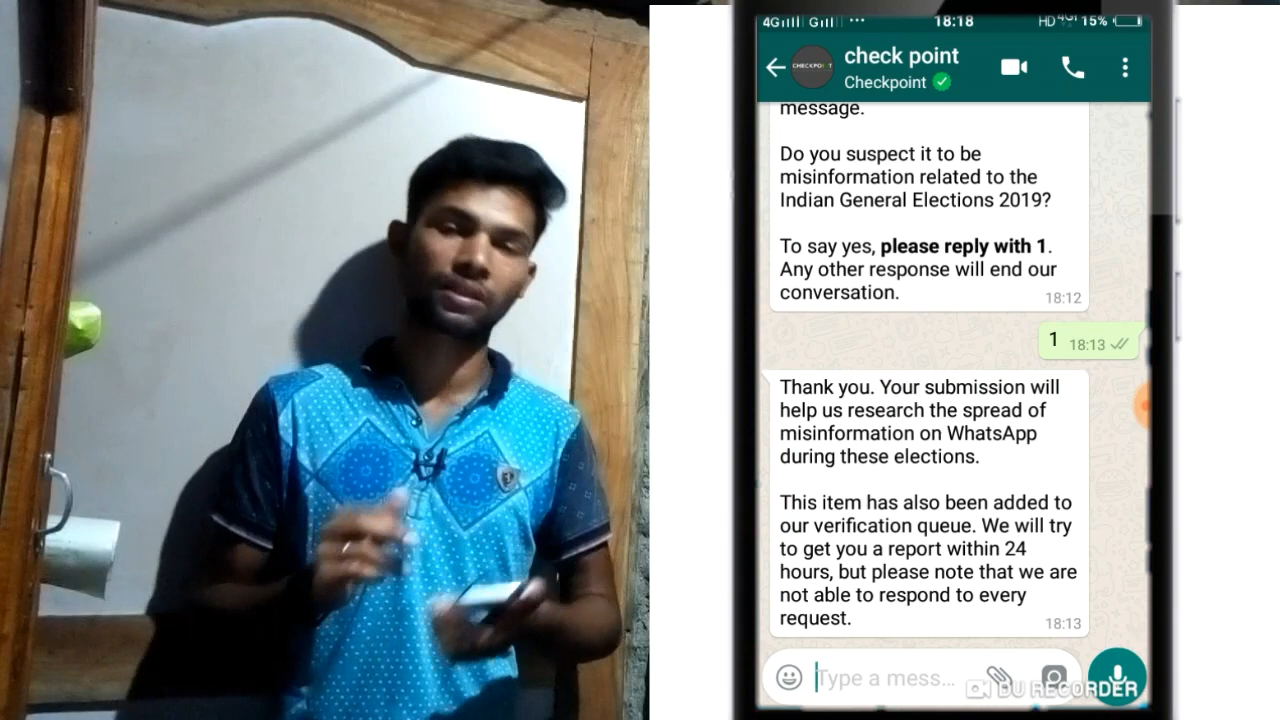 18:18
HD 4G 15%
check point
CHECKPOINT
Checkpoint
message.
Do you suspect it to be
misinformation related to the
Indian General Elections 2019?
To say yes, please reply with 1.
Any other response will end our
conversation.
18:12
1 18:13
Thank you. Your submission will
help us research the spread of
misinformation on WhatsApp
during these elections.
This item has also been added to
our verification queue. We will try
to get you a report within 24
hours, but please note that we are
not able to respond to every
request.
18:13
Type a mess...
DU RECORDER